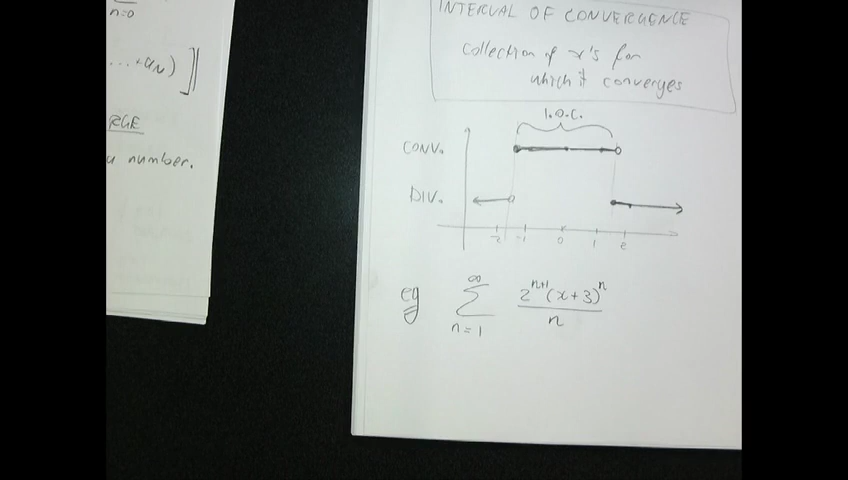 n=0
...+a_N)]
RGE
a number.
INTERVAL OF CONVERGENCE
collection of x's for
which it converges
I.O.C.
CONV.
DIV.
-2 -1 0 1 2
eg ∞∑n=1 2^{n+1}(x+3)^n / n